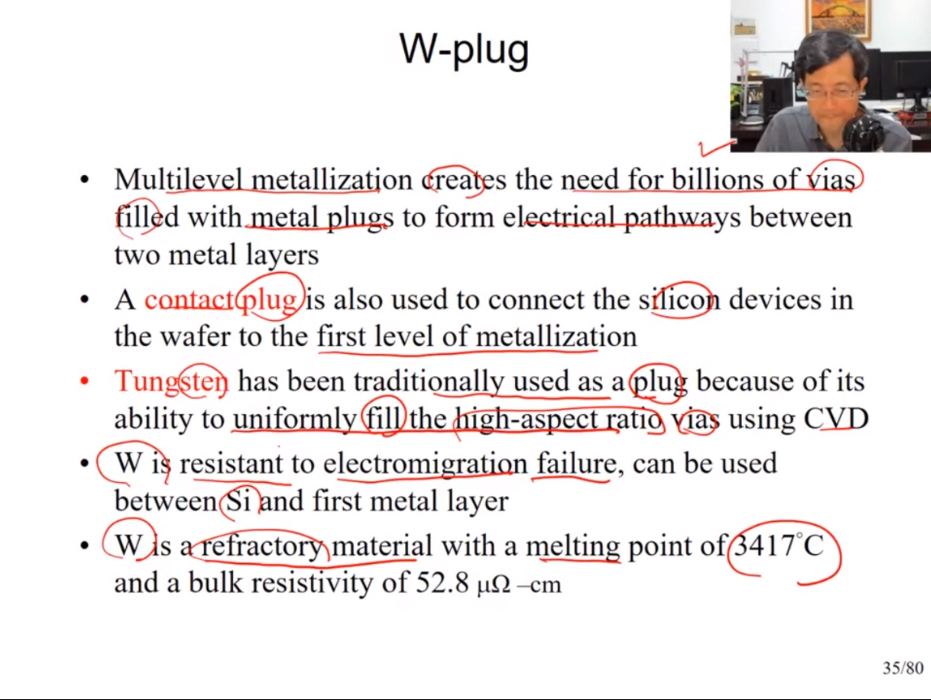 W-plug
• Multilevel metallization creates the need for billions of vias
filled with metal plugs to form electrical pathways between
two metal layers
• A contact plug is also used to connect the silicon devices in
the wafer to the first level of metallization
• Tungsten has been traditionally used as a plug because of its
ability to uniformly fill the high-aspect ratio vias using CVD
• W is resistant to electromigration failure, can be used
between Si and first metal layer
• W is a refractory material with a melting point of 3417°C
and a bulk resistivity of 52.8 μΩ –cm
35/80